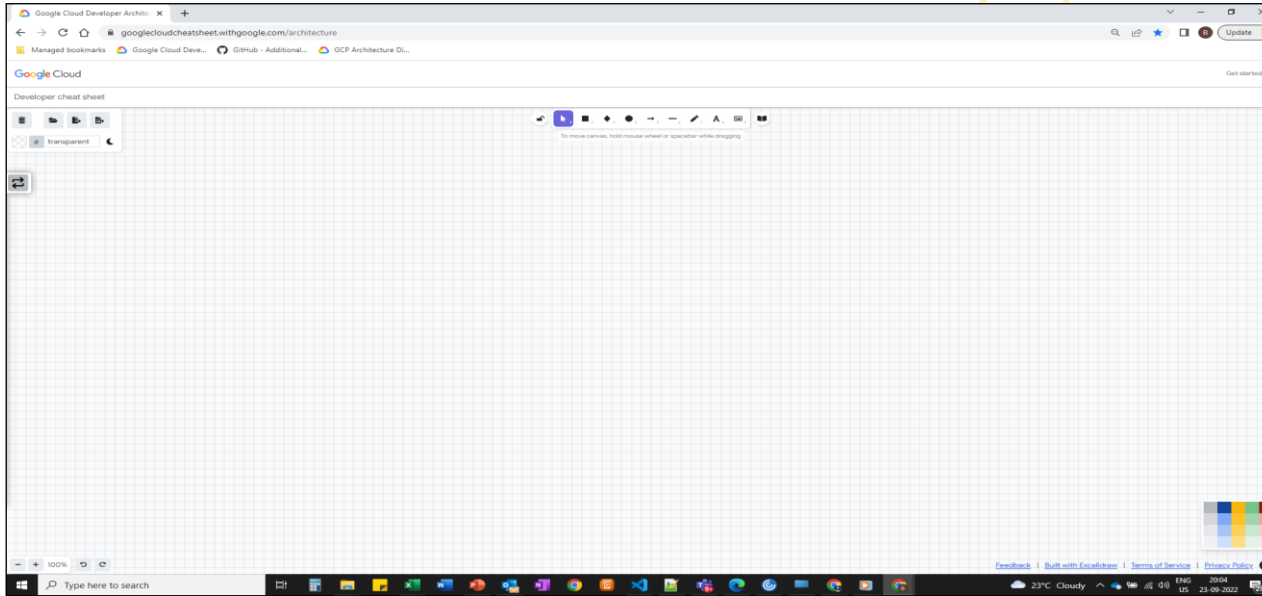 Google Cloud Developer Archite
googlecloudcheatsheet.withgoogle.com/architecture
B
Update
Managed bookmarks
Google Cloud Deve...
GitHub - Additional...
GCP Architecture Di...
Google Cloud
Get started
Developer cheat sheet
# transparent
A
To move canvas, hold mouse wheel or spacebar while dragging
100%
Feedback | Built with Excalidraw | Terms of Service | Privacy Policy
Type here to search
23°C Cloudy
ENG
US
20:04
23-09-2022